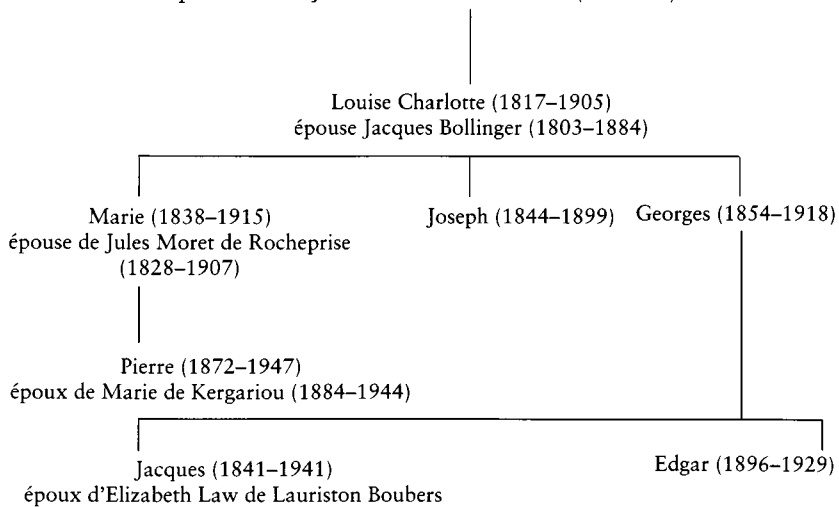 Louise Charlotte (1817–1905)
épouse Jacques Bollinger (1803–1884)
Marie (1838–1915)
épouse de Jules Moret de Rocheprise
(1828–1907)
Joseph (1844–1899)
Georges (1854–1918)
Pierre (1872–1947)
époux de Marie de Kergariou (1884–1944)
Jacques (1841–1941)
époux d'Elizabeth Law de Lauriston Boubers
Edgar (1896–1929)